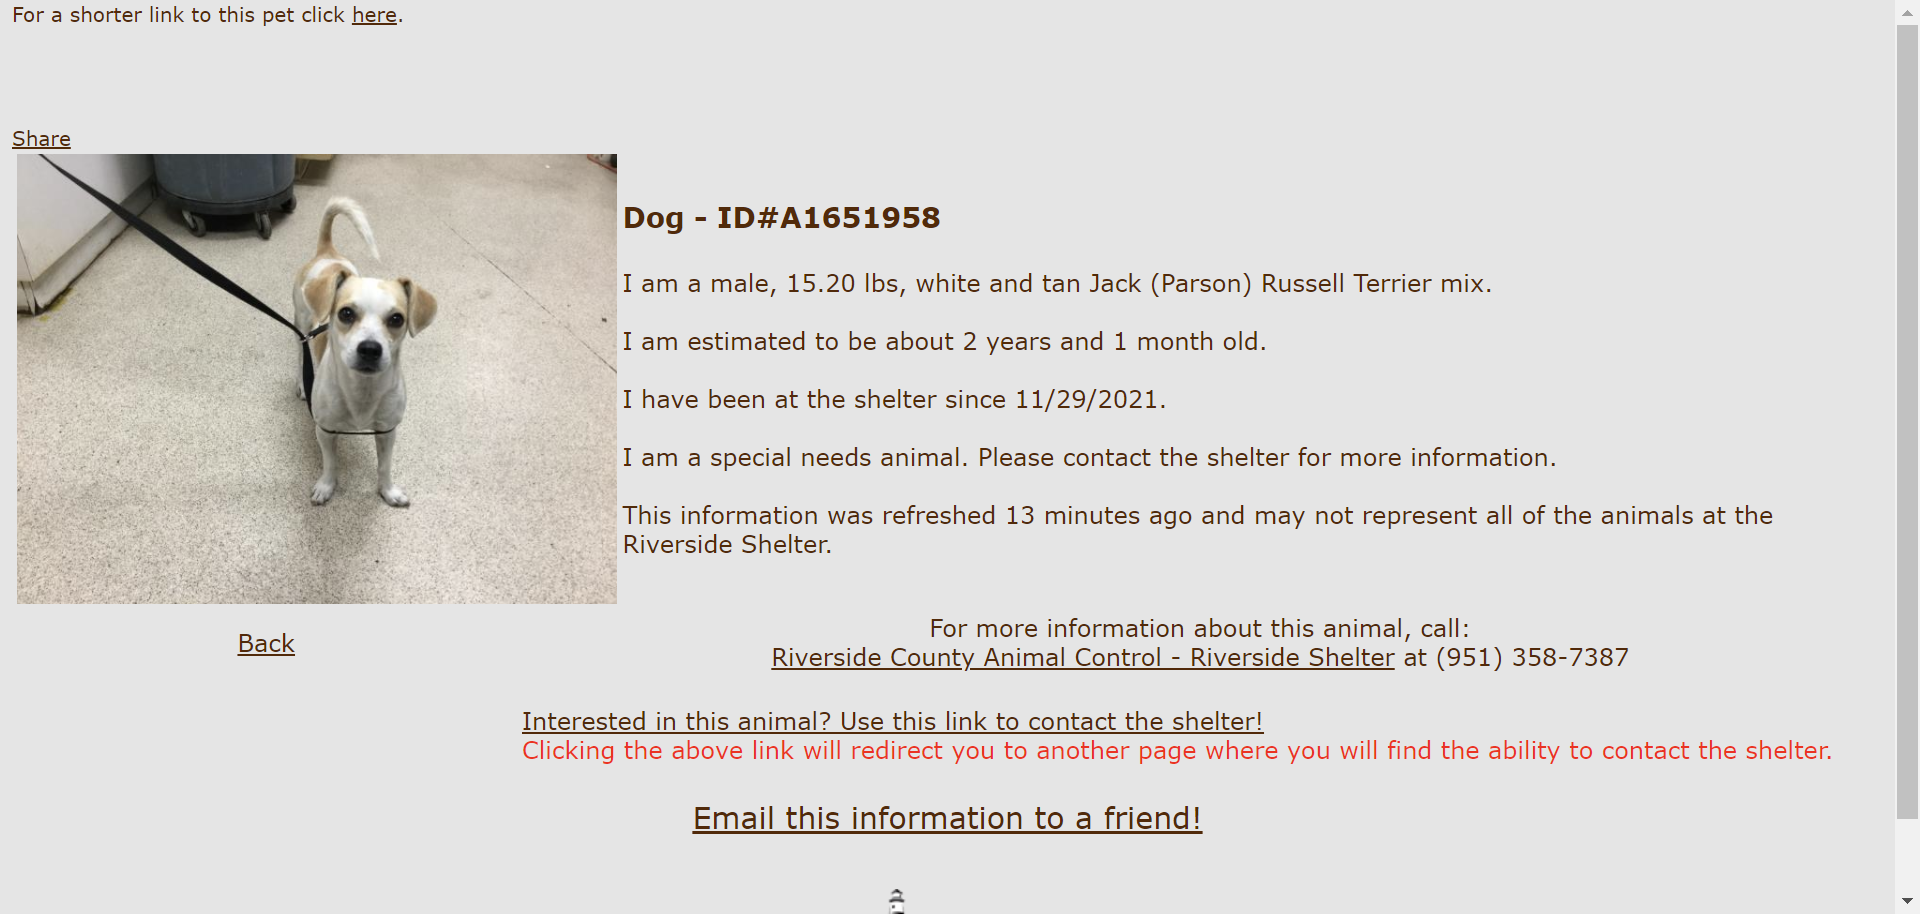 For a shorter link to this pet click here.
Share
Dog - ID#A1651958
I am a male, 15.20 lbs, white and tan Jack (Parson) Russell Terrier mix.
I am estimated to be about 2 years and 1 month old.
I have been at the shelter since 11/29/2021.
I am a special needs animal. Please contact the shelter for more information.
This information was refreshed 13 minutes ago and may not represent all of the animals at the
Riverside Shelter.
Back
For more information about this animal, call:
Riverside County Animal Control - Riverside Shelter at (951) 358-7387
Interested in this animal? Use this link to contact the shelter!
Clicking the above link will redirect you to another page where you will find the ability to contact the shelter.
Email this information to a friend!